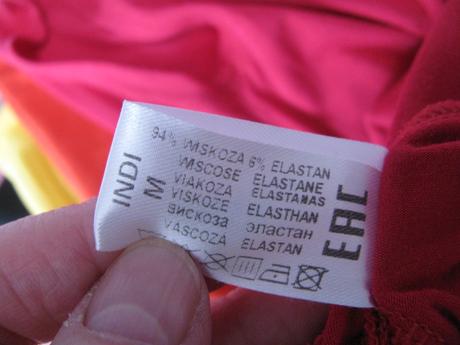 INDI
M
94% WISKOZA 6% ELASTAN
WISCOSE ELASTANE
VIAKOZA ELASTANAS
VISKOZE ELASTHAN
вискоза эластан
VASCOZA ELASTAN
EAC